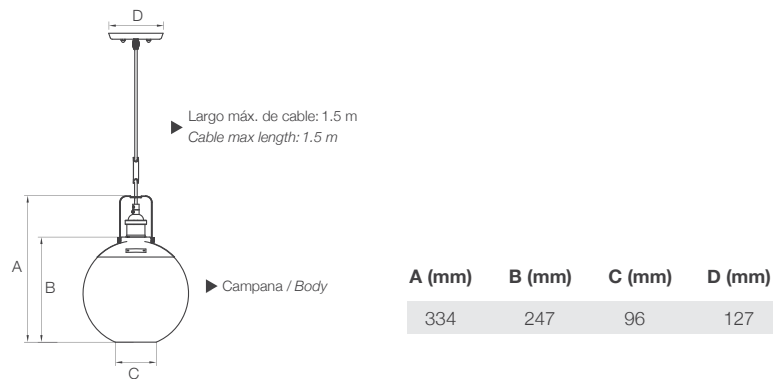 D
Largo máx. de cable: 1.5 m
Cable max length: 1.5 m
A
B
Campana / Body
C
A (mm) B (mm) C (mm) D (mm)
334 247 96 127